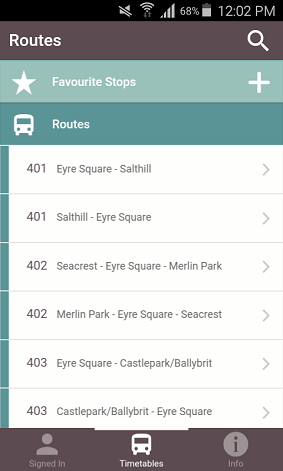 68% 12:02 PM
Routes
Favourite Stops
Routes
401 Eyre Square - Salthill
401 Salthill - Eyre Square
402 Seacrest - Eyre Square - Merlin Park
402 Merlin Park - Eyre Square - Seacrest
403 Eyre Square - Castlepark/Ballybrit
403 Castlepark/Ballybrit - Eyre Square
Signed In Timetables Info